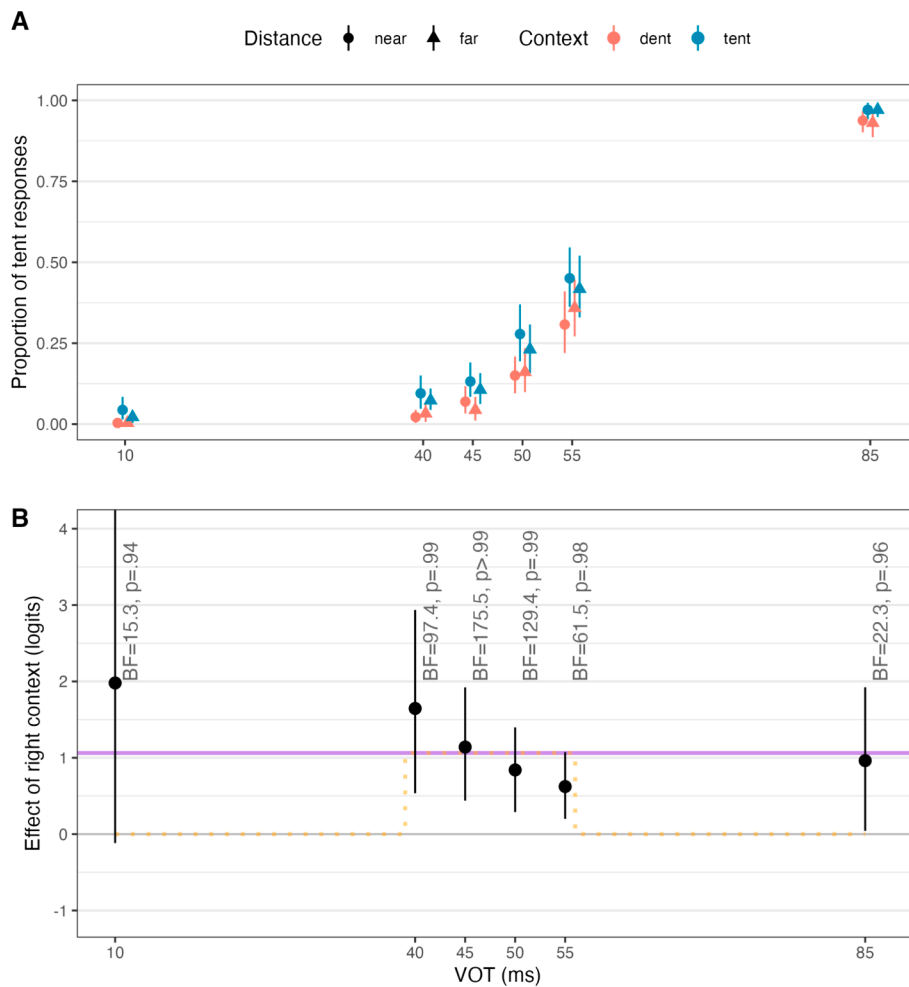 A
Distance near far Context dent tent
Proportion of tent responses
1.00
0.75
0.50
0.25
0.00
10 40 45 50 55 85
B
Effect of right context (logits)
4
3
2
1
0
-1
BF=15.3, p=.94
BF=97.4, p=.99
BF=175.5, p>.99
BF=129.4, p=.99
BF=61.5, p=.98
BF=22.3, p=.96
10 40 45 50 55 85
VOT (ms)